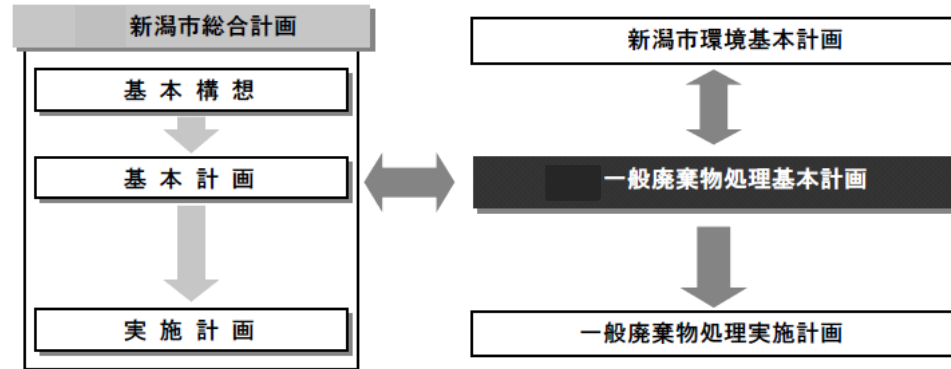 新潟市総合計画
基本構想
基本計画
実施計画
新潟市環境基本計画
一般廃棄物処理基本計画
一般廃棄物処理実施計画